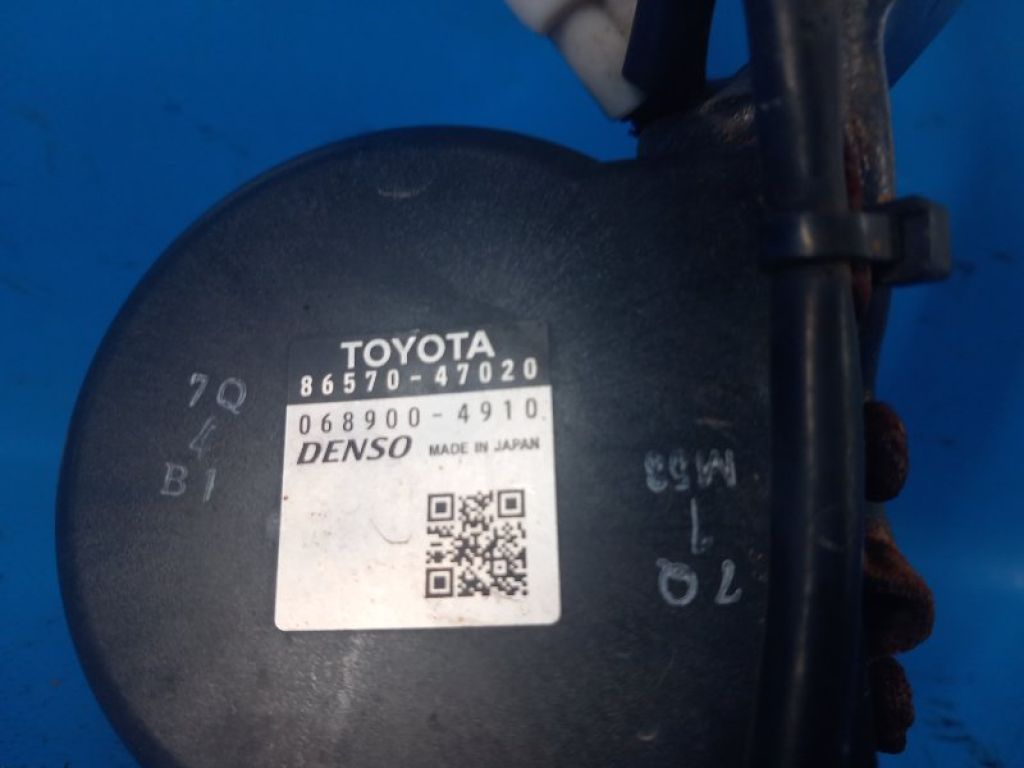 TOYOTA
86570-47020
068900-4910
DENSO MADE IN JAPAN
7Q
4
B1
M53
1
7Q